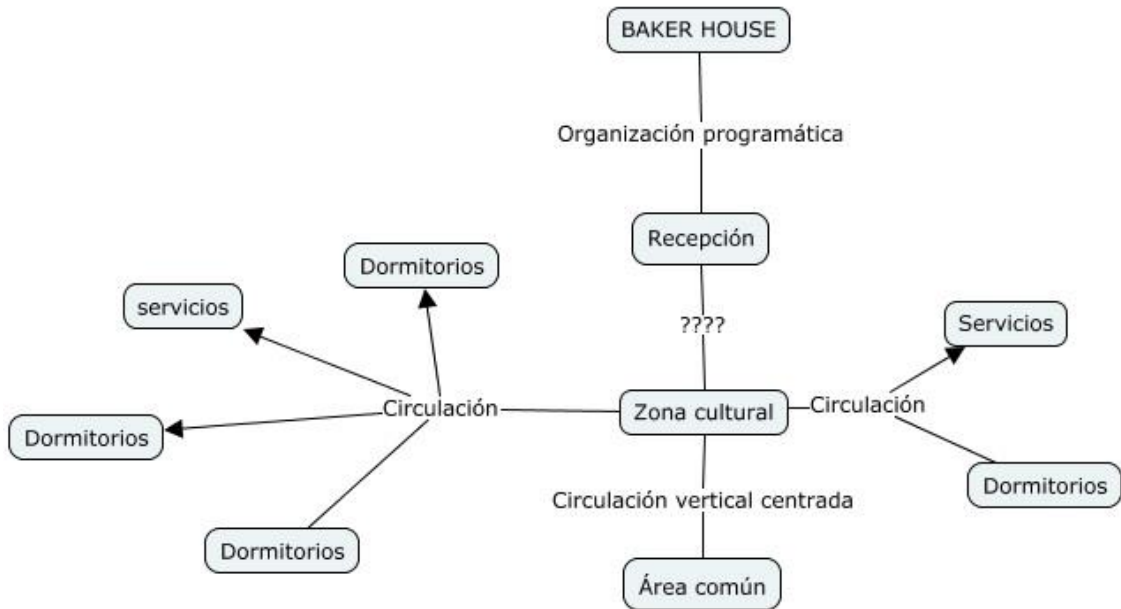 BAKER HOUSE
Organización programática
Recepción
Dormitorios
servicios
Servicios
????
Circulación
Zona cultural
Circulación
Dormitorios
Dormitorios
Circulación vertical centrada
Dormitorios
Área común